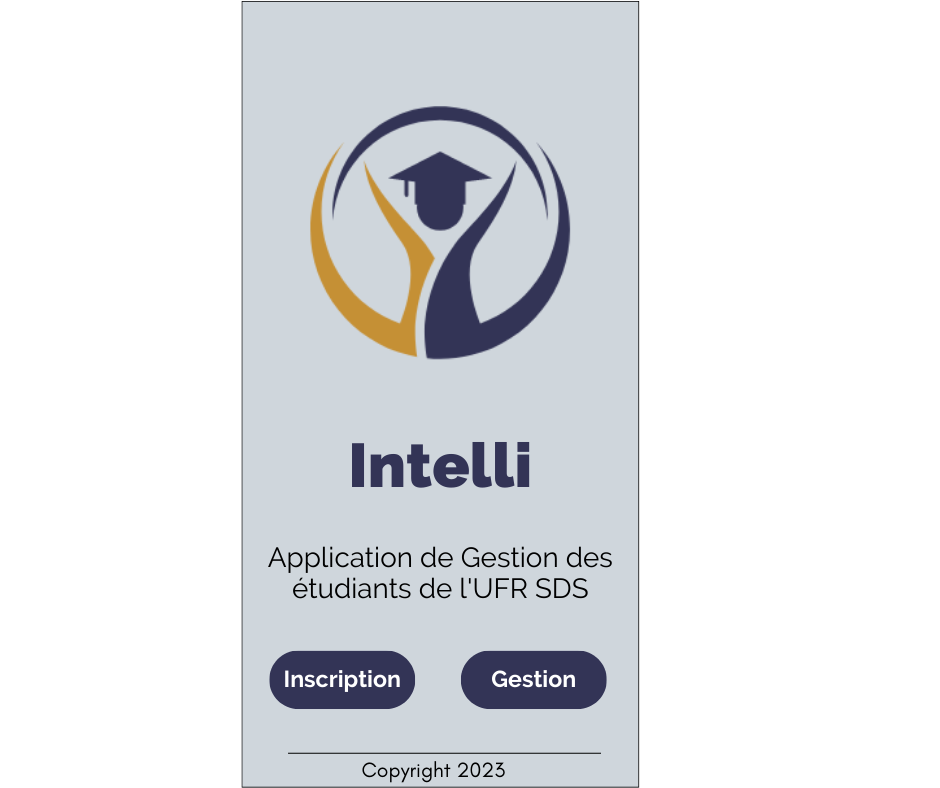 Intelli
Application de Gestion des
étudiants de l'UFR SDS
Inscription
Gestion
Copyright 2023